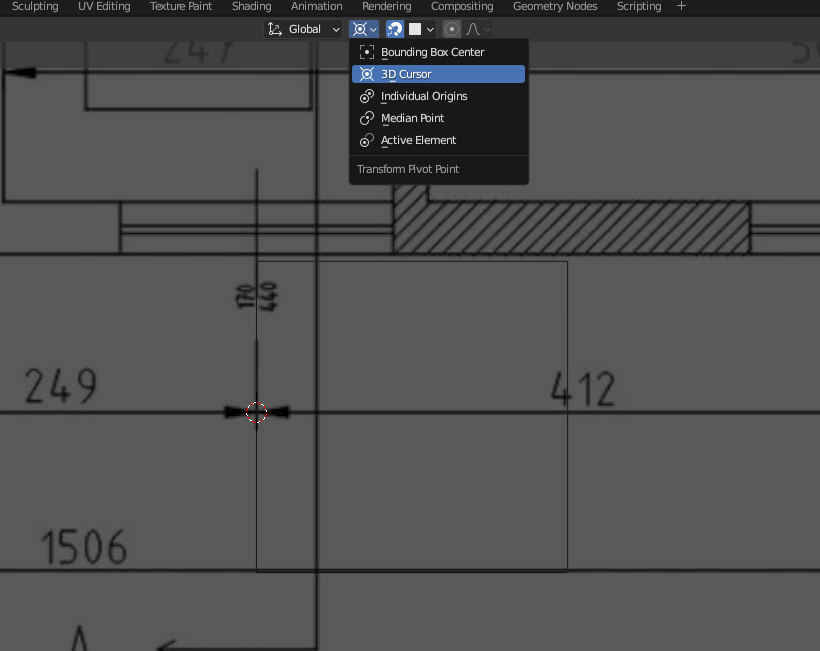 Sculpting UV Editing Texture Paint Shading Animation Rendering Compositing Geometry Nodes Scripting +
Global
Bounding Box Center
3D Cursor
Individual Origins
Median Point
Active Element
Transform Pivot Point
170
440
249
412
1506
A